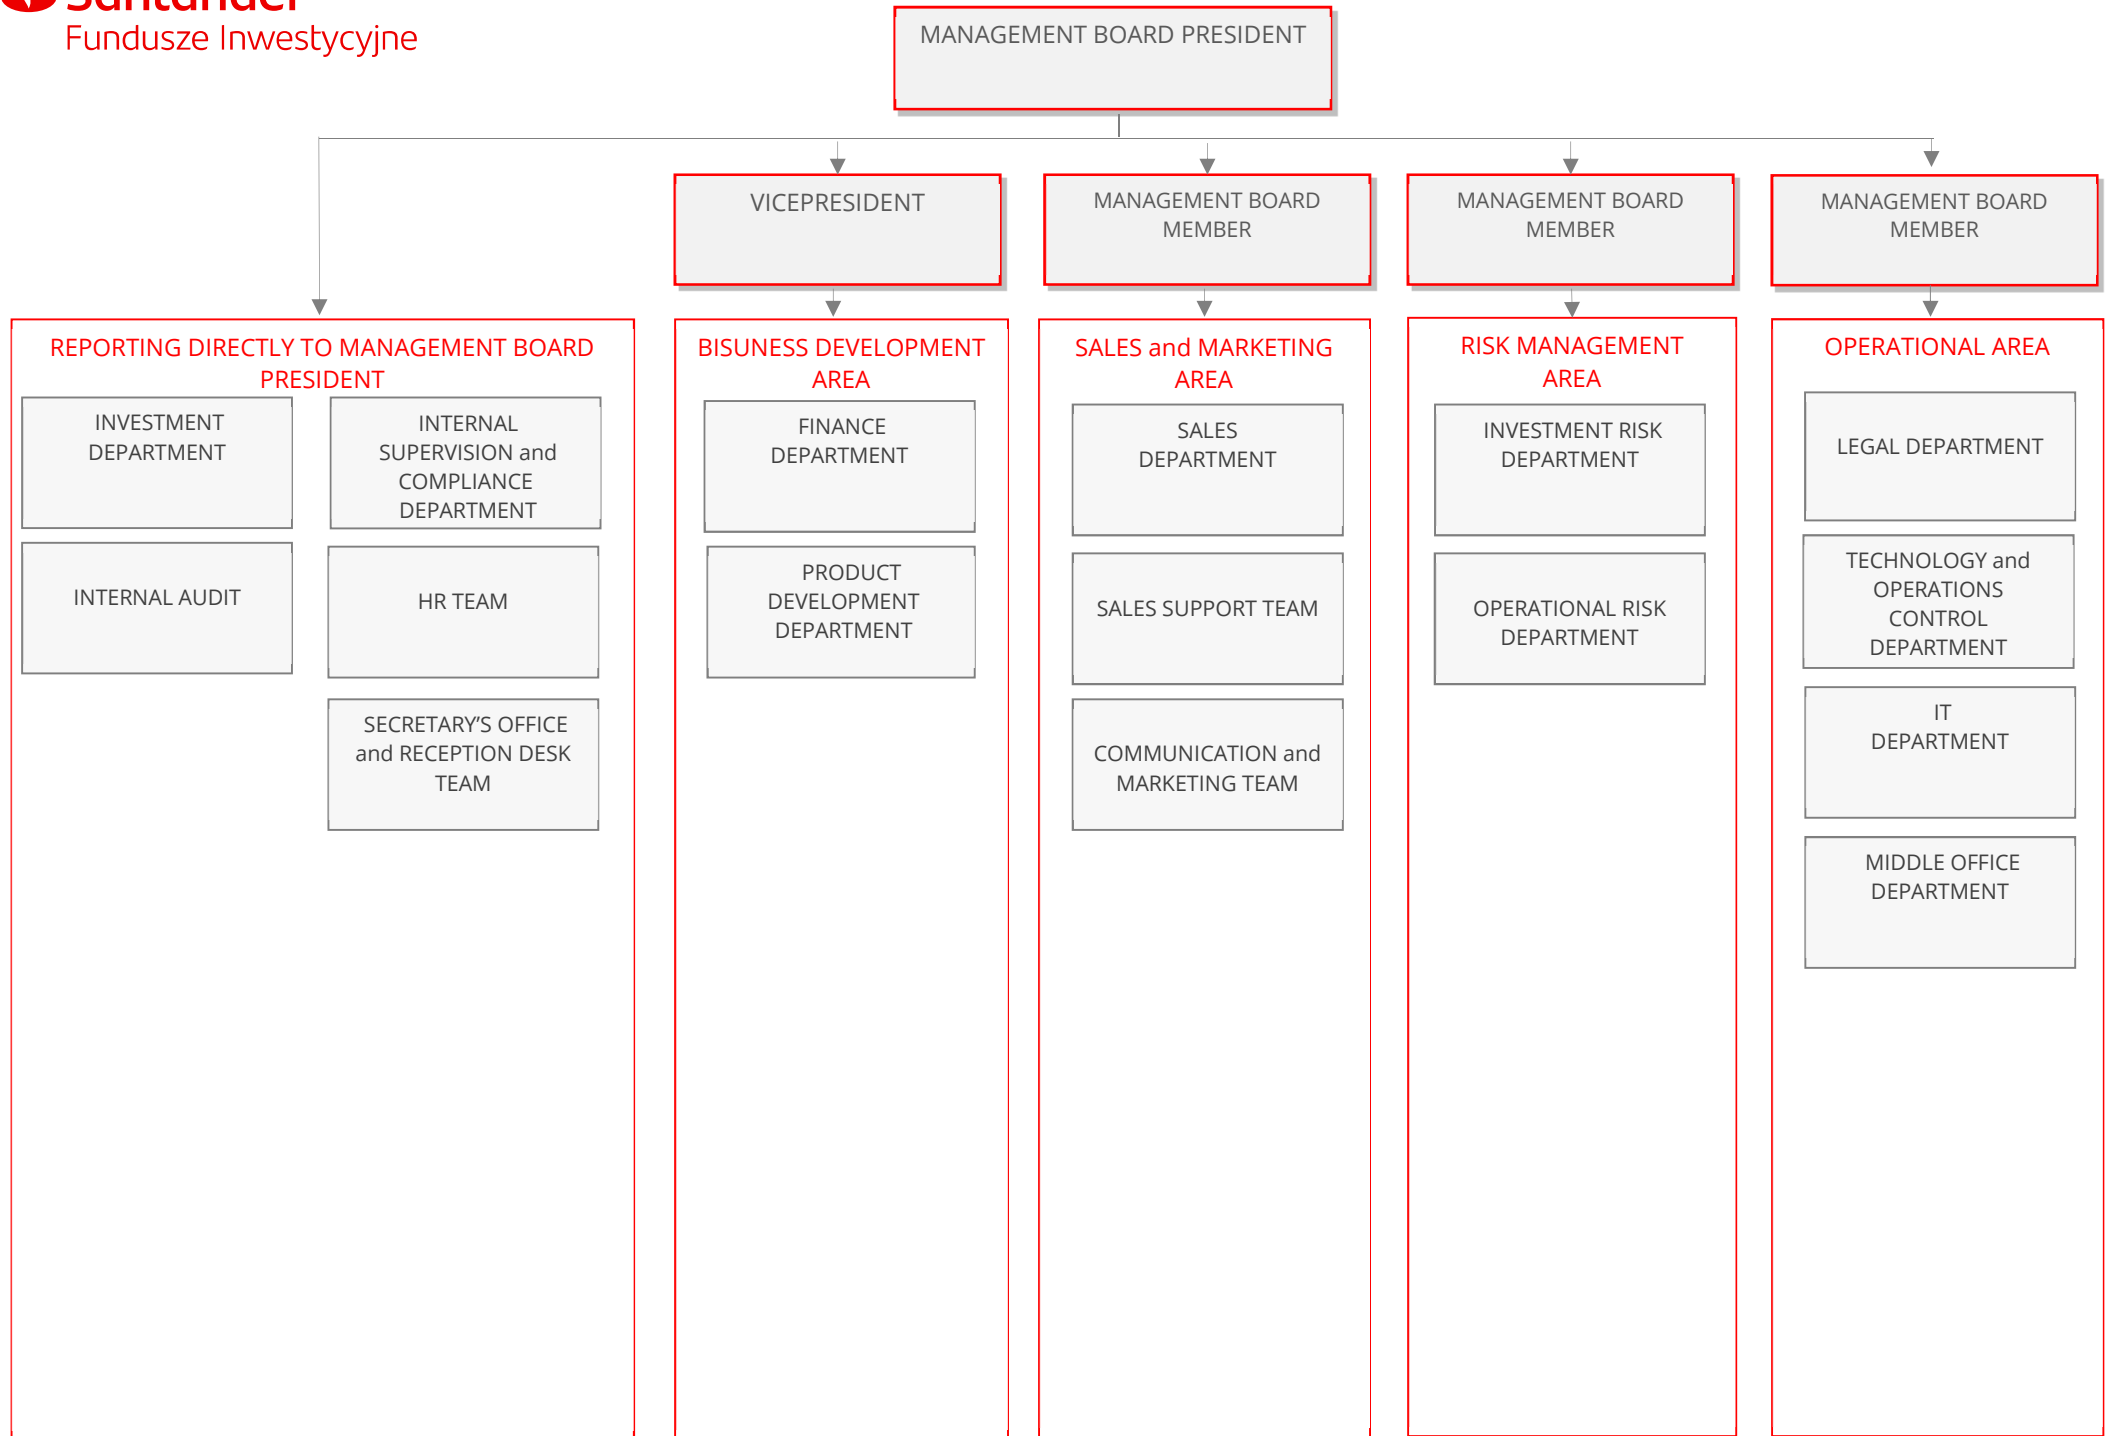 Santander
Fundusze Inwestycyjne
MANAGEMENT BOARD PRESIDENT
VICEPRESIDENT
MANAGEMENT BOARD
MEMBER
MANAGEMENT BOARD
MEMBER
MANAGEMENT BOARD
MEMBER
REPORTING DIRECTLY TO MANAGEMENT BOARD
PRESIDENT
INVESTMENT
DEPARTMENT
INTERNAL
SUPERVISION and
COMPLIANCE
DEPARTMENT
INTERNAL AUDIT
HR TEAM
SECRETARY’S OFFICE
and RECEPTION DESK
TEAM
BISUNESS DEVELOPMENT
AREA
FINANCE
DEPARTMENT
PRODUCT
DEVELOPMENT
DEPARTMENT
SALES and MARKETING
AREA
SALES
DEPARTMENT
SALES SUPPORT TEAM
COMMUNICATION and
MARKETING TEAM
RISK MANAGEMENT
AREA
INVESTMENT RISK
DEPARTMENT
OPERATIONAL RISK
DEPARTMENT
OPERATIONAL AREA
LEGAL DEPARTMENT
TECHNOLOGY and
OPERATIONS
CONTROL
DEPARTMENT
IT
DEPARTMENT
MIDDLE OFFICE
DEPARTMENT